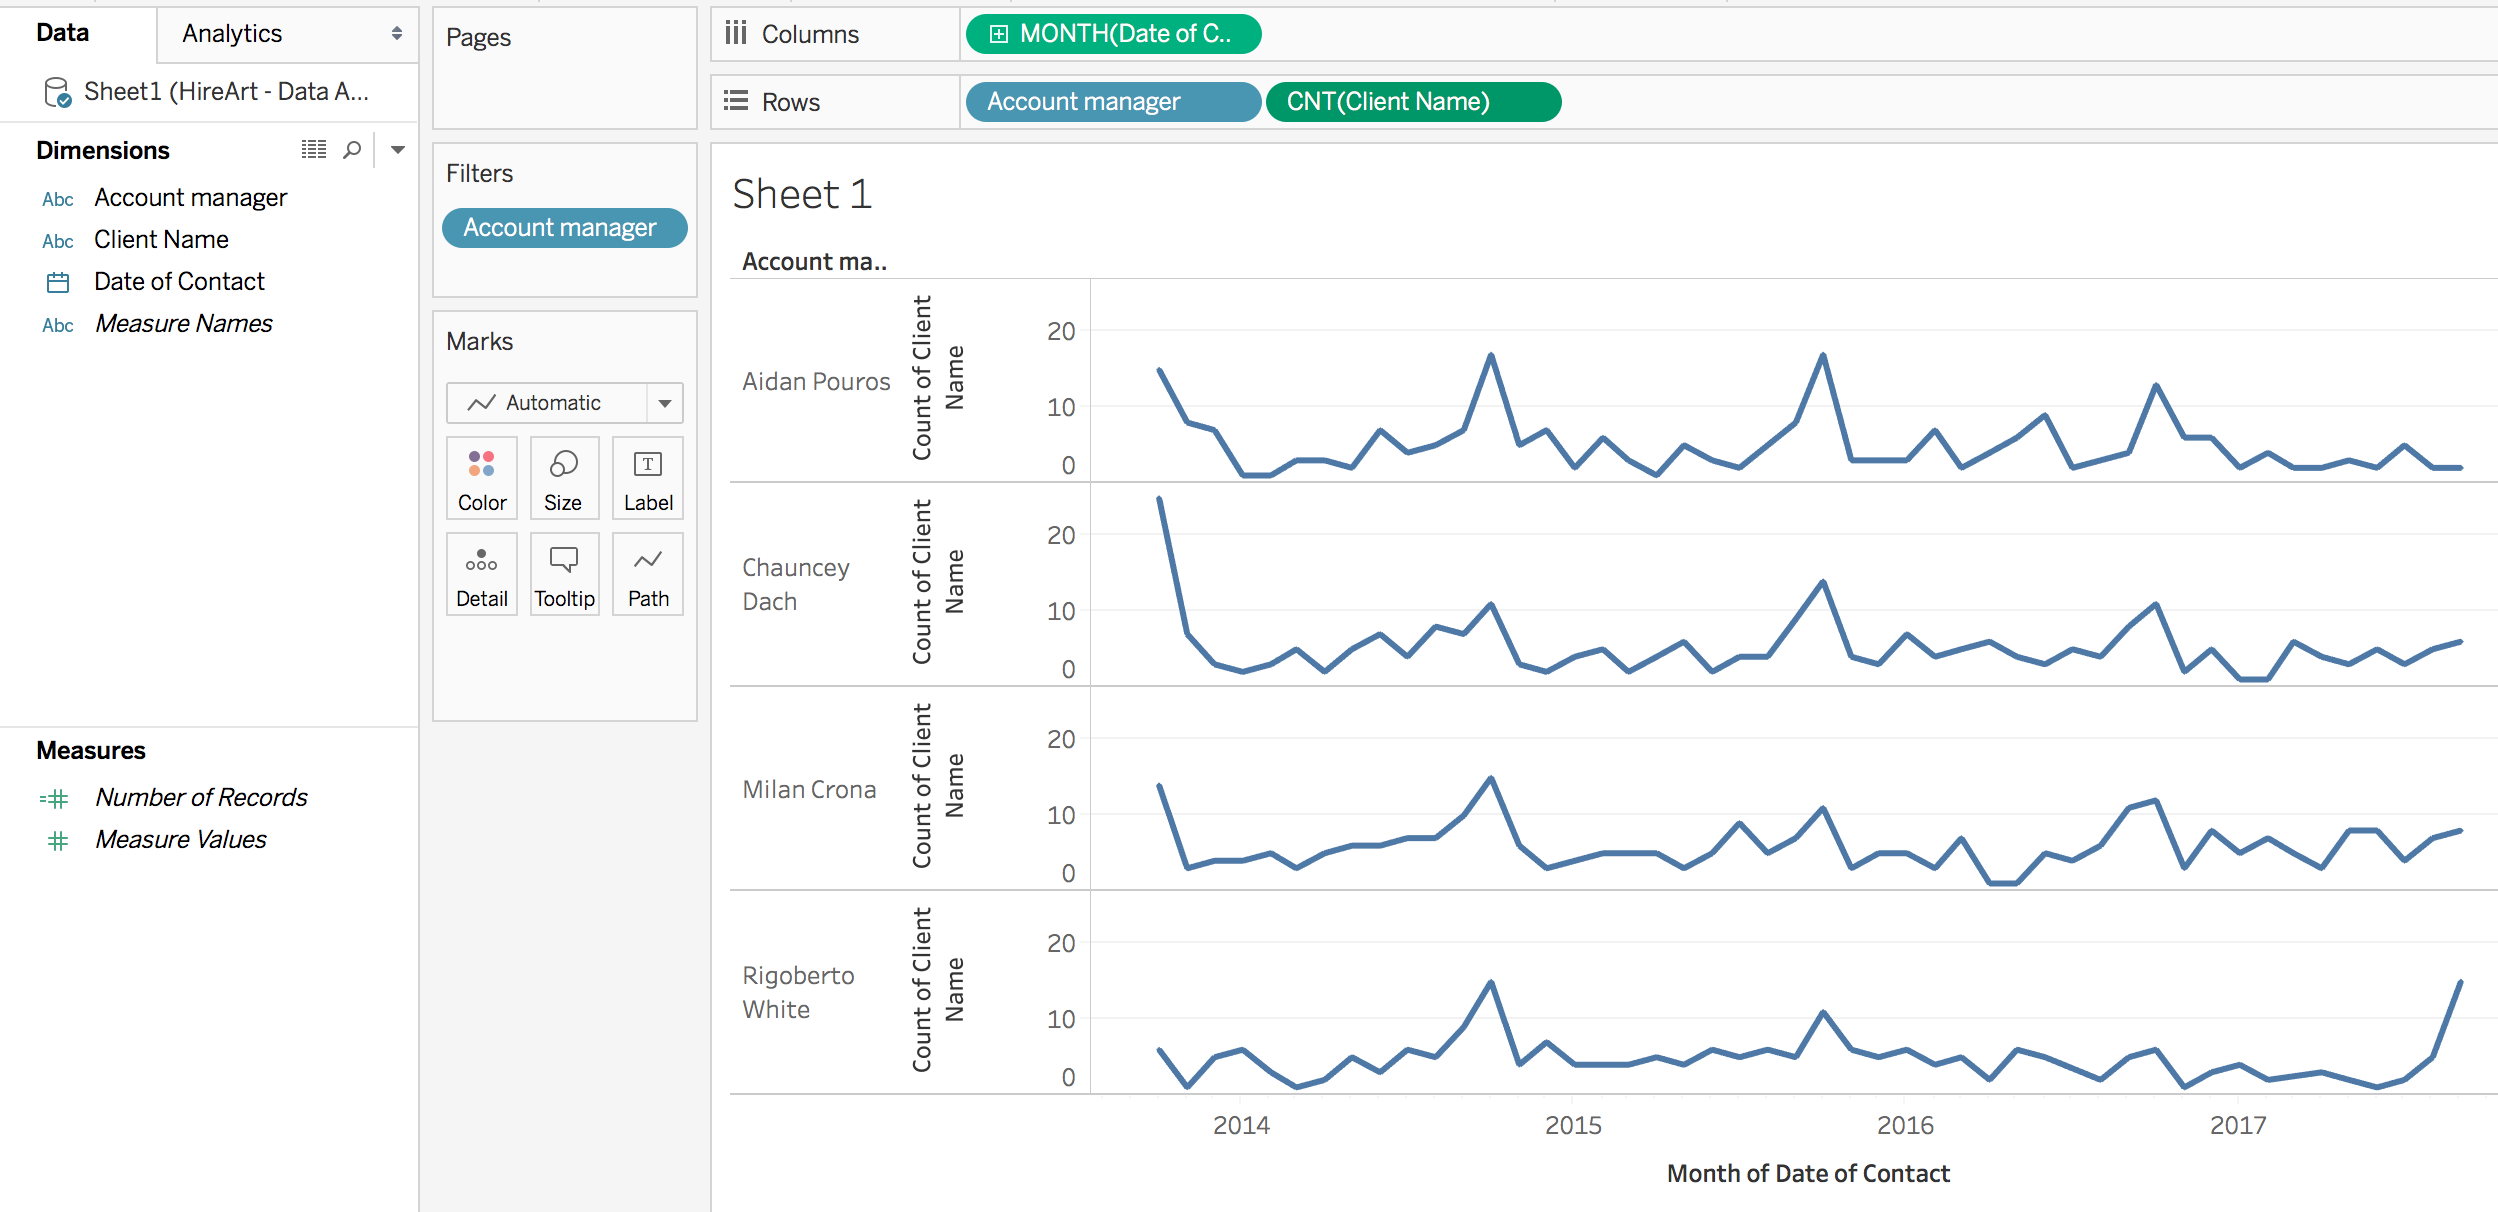 Data
Analytics
Sheet1 (HireArt - Data A...
Dimensions
Abc Account manager
Abc Client Name
Date of Contact
Abc Measure Names
Measures
=# Number of Records
# Measure Values
Pages
Filters
Account manager
Marks
Automatic
Color Size Label
T
Detail Tooltip Path
Columns MONTH(Date of C..
Rows Account manager CNT(Client Name)
Sheet 1
Account ma..
Aidan Pouros
Count of Client
Name
20
10
0
Chauncey
Dach
Count of Client
Name
20
10
0
Milan Crona
Count of Client
Name
20
10
0
Rigoberto
White
Count of Client
Name
20
10
0
2014 2015 2016 2017
Month of Date of Contact